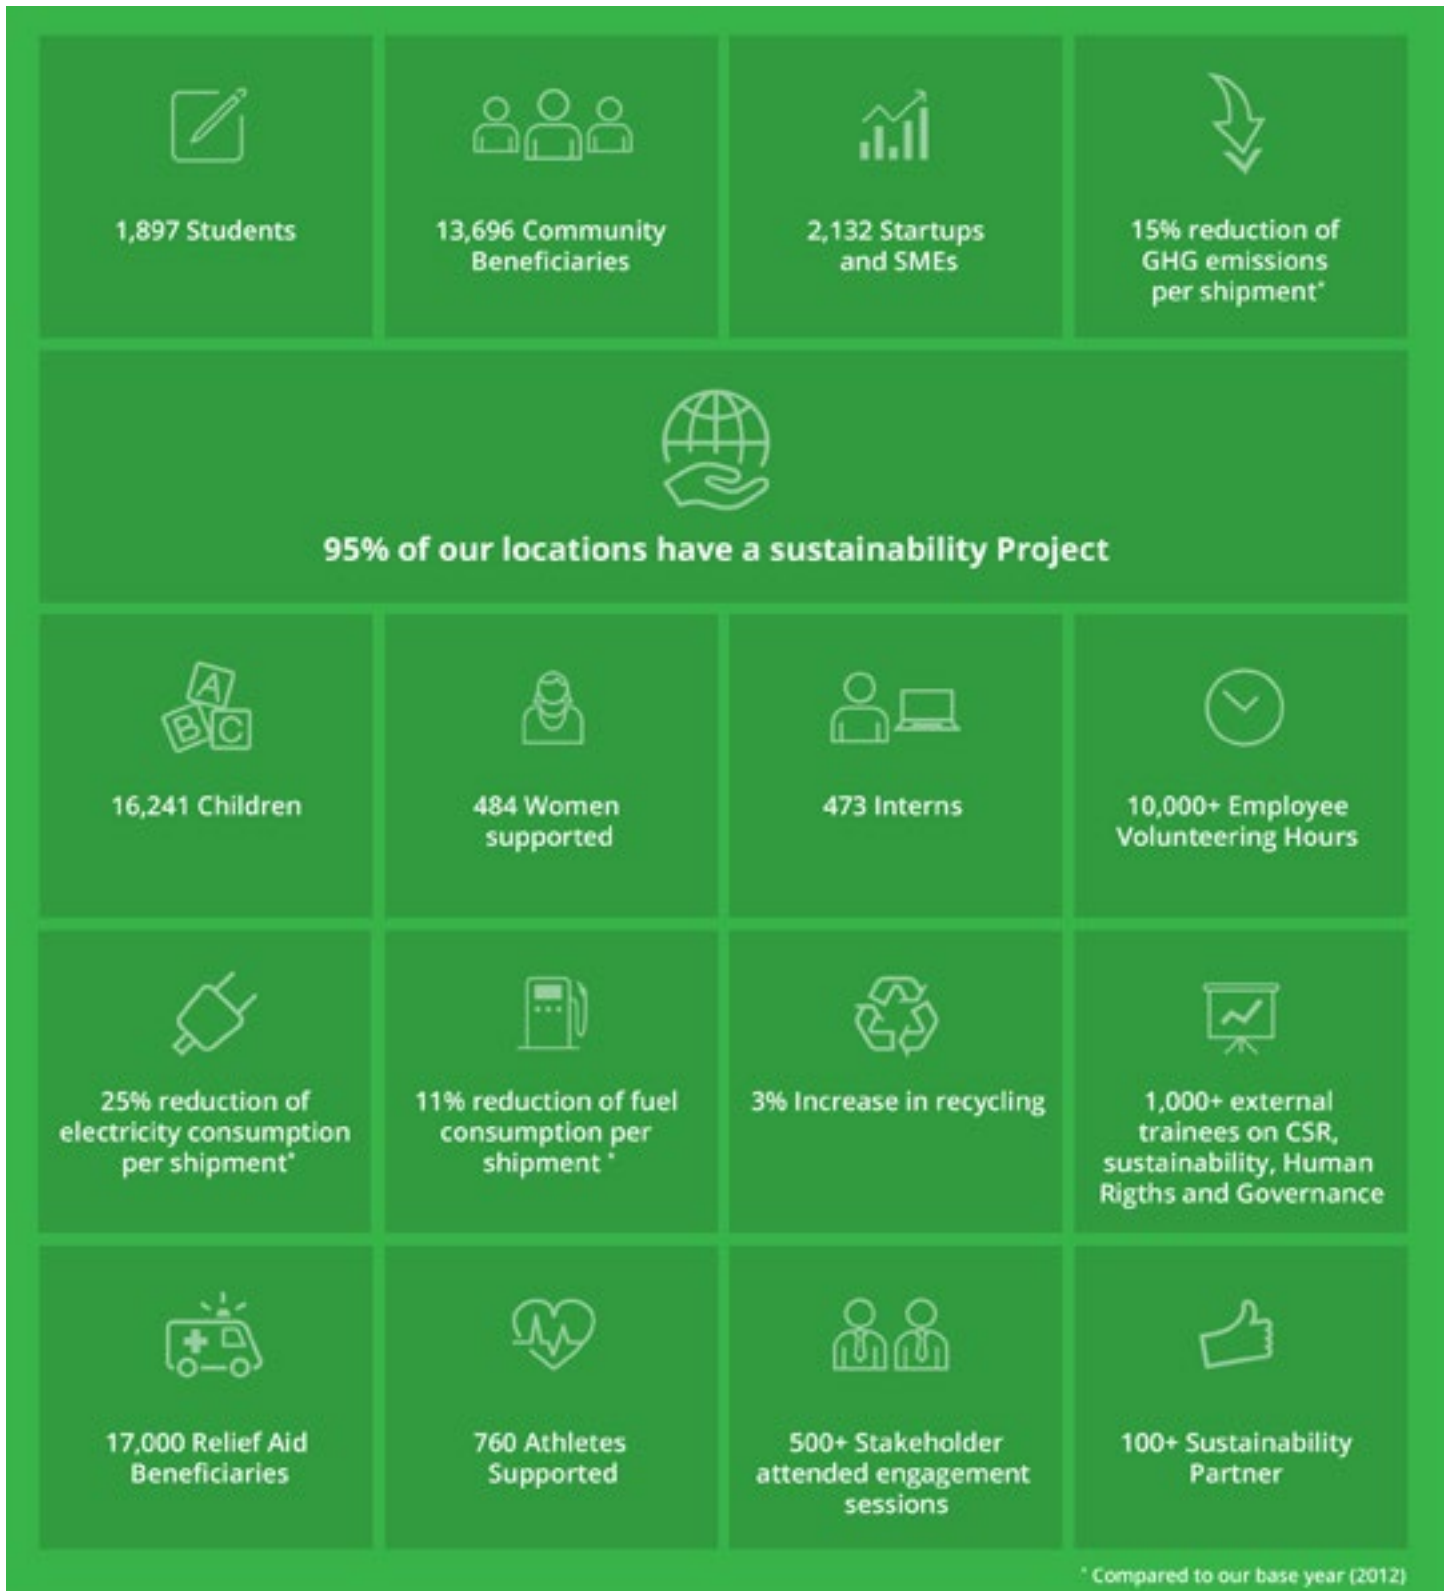 1,897 Students
13,696 Community
Beneficiaries
2,132 Startups
and SMEs
15% reduction of
GHG emissions
per shipment*
95% of our locations have a sustainability Project
A
B C
16,241 Children
484 Women
supported
473 Interns
10,000+ Employee
Volunteering Hours
25% reduction of
electricity consumption
per shipment*
11% reduction of fuel
consumption per
shipment *
3% Increase in recycling
1,000+ external
trainees on CSR,
sustainability, Human
Rigths and Governance
17,000 Relief Aid
Beneficiaries
760 Athletes
Supported
500+ Stakeholder
attended engagement
sessions
100+ Sustainability
Partner
* Compared to our base year (2012)